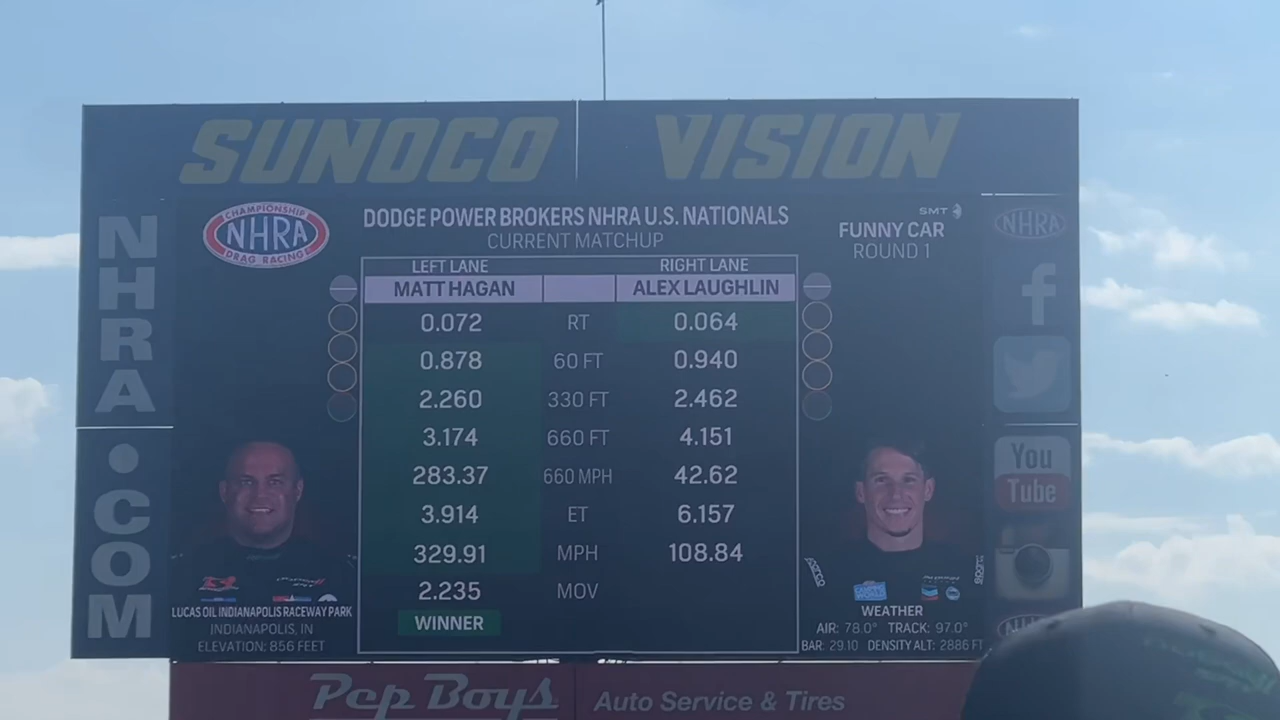 SUNOCO VISION
NHRA.COM
CHAMPIONSHIP
NHRA
DRAG RACING
DODGE POWER BROKERS NHRA U.S. NATIONALS
CURRENT MATCHUP
SMT
FUNNY CAR
ROUND 1
NHRA
LEFT LANE RIGHT LANE
MATT HAGAN ALEX LAUGHLIN
0.072 RT 0.064
0.878 60 FT 0.940
2.260 330 FT 2.462
3.174 660 FT 4.151
283.37 660 MPH 42.62
3.914 ET 6.157
329.91 MPH 108.84
2.235 MOV
WINNER
f
You
Tube
LUCAS OIL INDIANAPOLIS RACEWAY PARK
INDIANAPOLIS, IN
ELEVATION: 856 FEET
WEATHER
AIR: 78.0° TRACK: 97.0°
BAR: 29.10 DENSITY ALT: 2886 FT
Pep Boys Auto Service & Tires